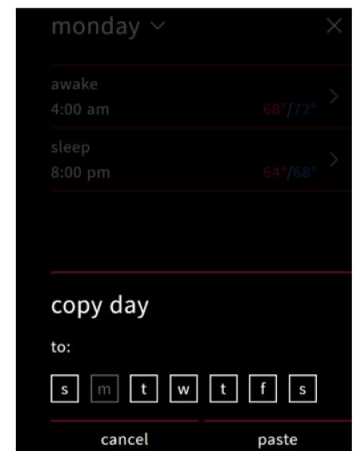 monday
awake
4:00 am 68°/72°
sleep
8:00 pm 64°/68°
copy day
to:
s m t w t f s
cancel paste